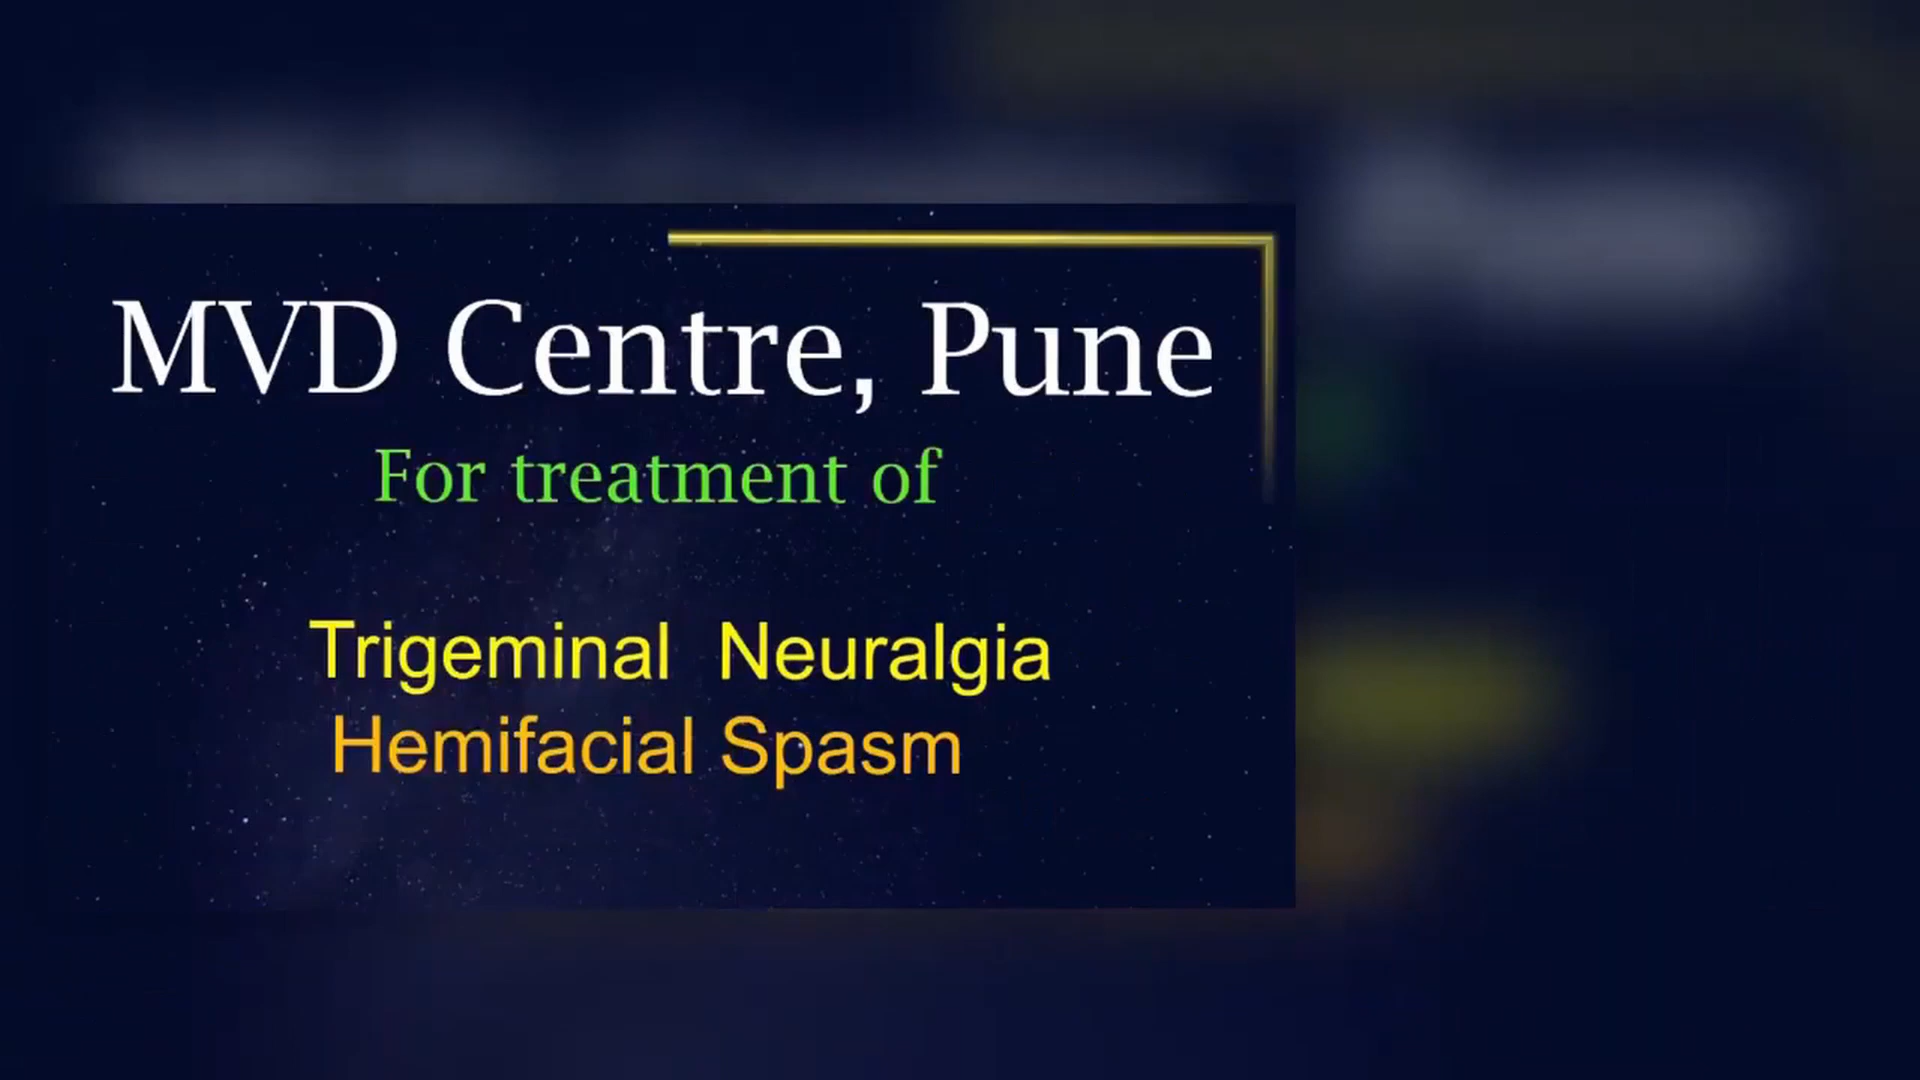 MVD Centre, Pune
For treatment of
Trigeminal Neuralgia
Hemifacial Spasm